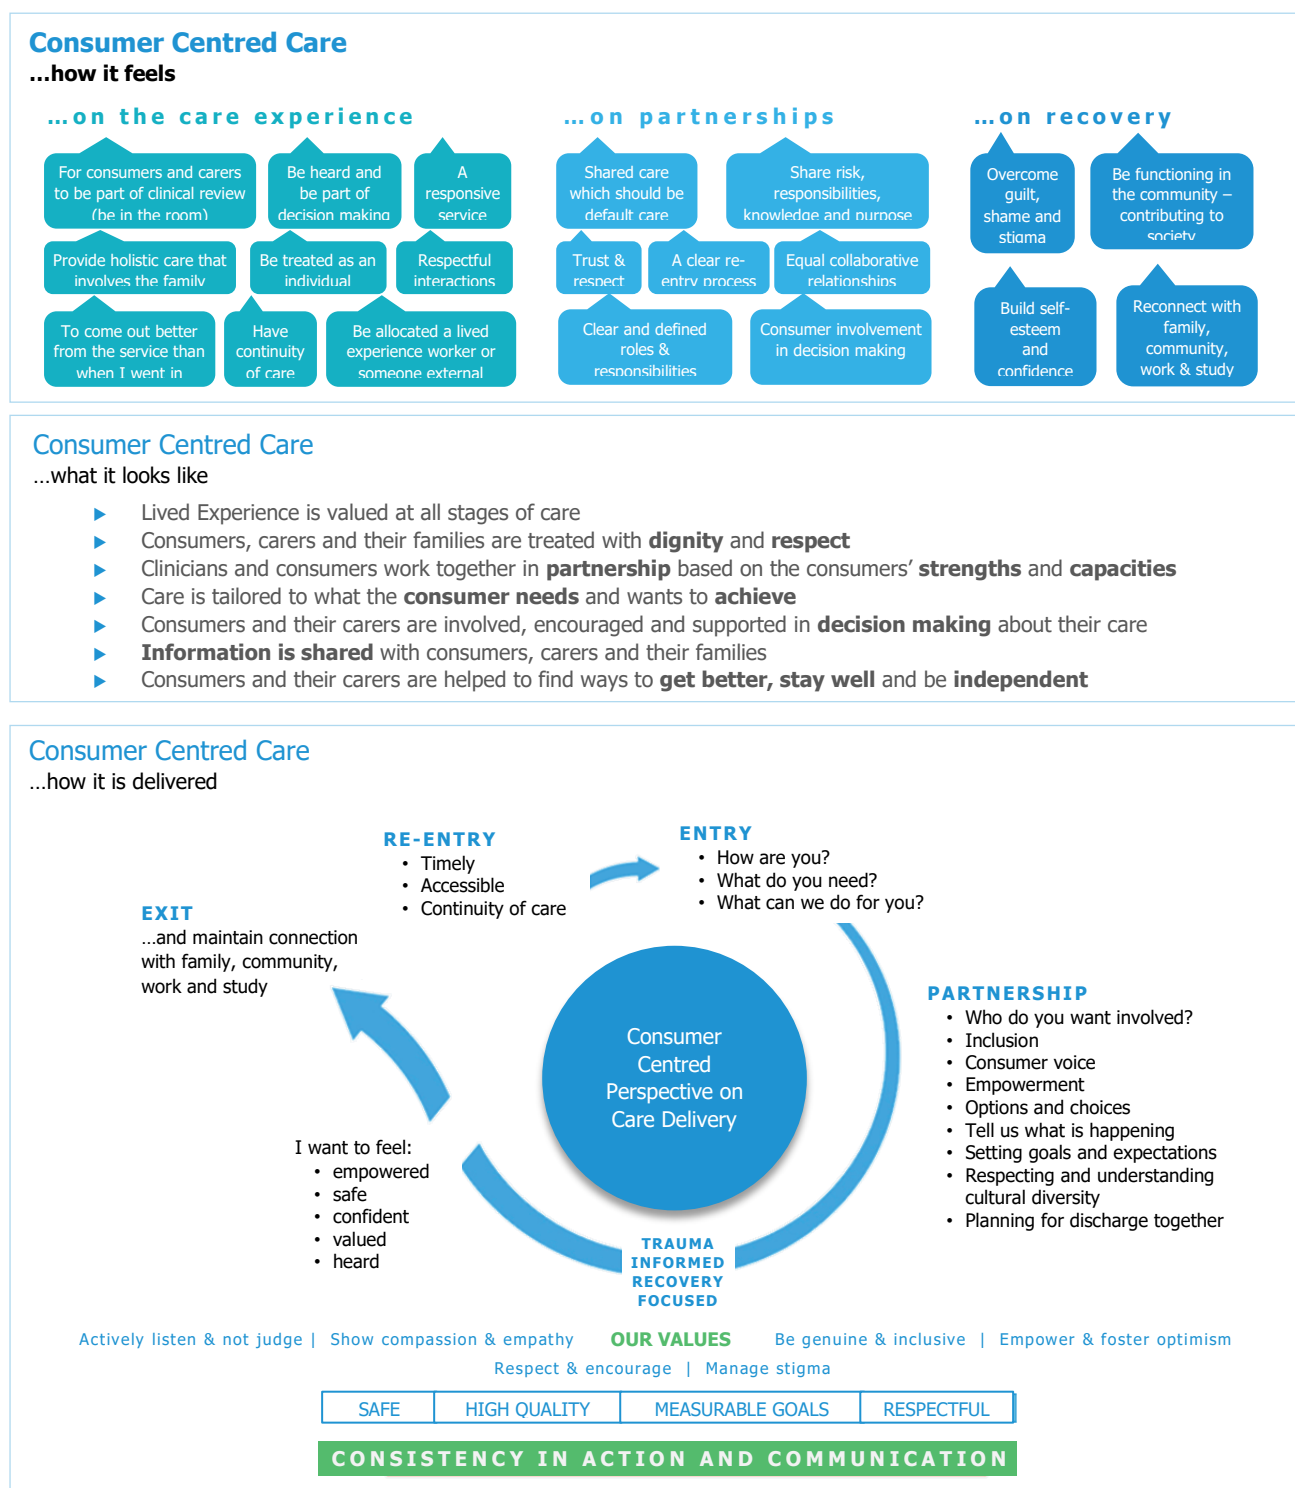 Consumer Centred Care
...how it feels
...on the care experience
For consumers and carers
to be part of clinical review
(be in the room)
Be heard and
be part of
decision making
A
responsive
service
Provide holistic care that
involves the family
Be treated as an
individual
Respectful
interactions
To come out better
from the service than
when I went in
Have
continuity
of care
Be allocated a lived
experience worker or
someone external
...on partnerships
Shared care
which should be
default care
Share risk,
responsibilities,
knowledge and purpose
Trust &
respect
A clear re-
entry process
Equal collaborative
relationships
Clear and defined
roles &
responsibilities
Consumer involvement
in decision making
...on recovery
Overcome
guilt,
shame and
stigma
Be functioning in
the community –
contributing to
society
Build self-
esteem
and
confidence
Reconnect with
family,
community,
work & study
Consumer Centred Care
...what it looks like
Lived Experience is valued at all stages of care
Consumers, carers and their families are treated with dignity and respect
Clinicians and consumers work together in partnership based on the consumers’ strengths and capacities
Care is tailored to what the consumer needs and wants to achieve
Consumers and their carers are involved, encouraged and supported in decision making about their care
Information is shared with consumers, carers and their families
Consumers and their carers are helped to find ways to get better, stay well and be independent
Consumer Centred Care
...how it is delivered
RE-ENTRY
• Timely
• Accessible
• Continuity of care
ENTRY
• How are you?
• What do you need?
• What can we do for you?
EXIT
...and maintain connection
with family, community,
work and study
PARTNERSHIP
• Who do you want involved?
• Inclusion
• Consumer voice
• Empowerment
• Options and choices
• Tell us what is happening
• Setting goals and expectations
• Respecting and understanding
cultural diversity
• Planning for discharge together
Consumer
Centred
Perspective on
Care Delivery
I want to feel:
• empowered
• safe
• confident
• valued
• heard
TRAUMA
INFORMED
RECOVERY
FOCUSED
Actively listen & not judge | Show compassion & empathy OUR VALUES Be genuine & inclusive | Empower & foster optimism
Respect & encourage | Manage stigma
SAFE HIGH QUALITY MEASURABLE GOALS RESPECTFUL
CONSISTENCY IN ACTION AND COMMUNICATION